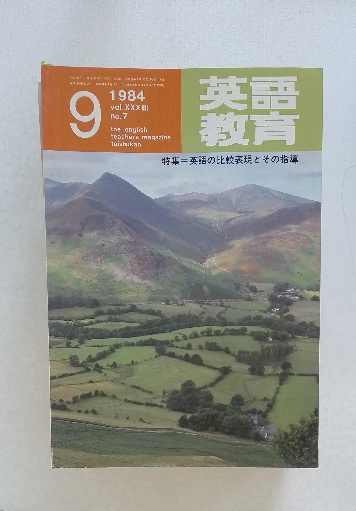 9
1984
vol.XXXIII
no.7
the english
teachers magazine
taishukan
英語
教育
特集＝英語の比較表現とその指導